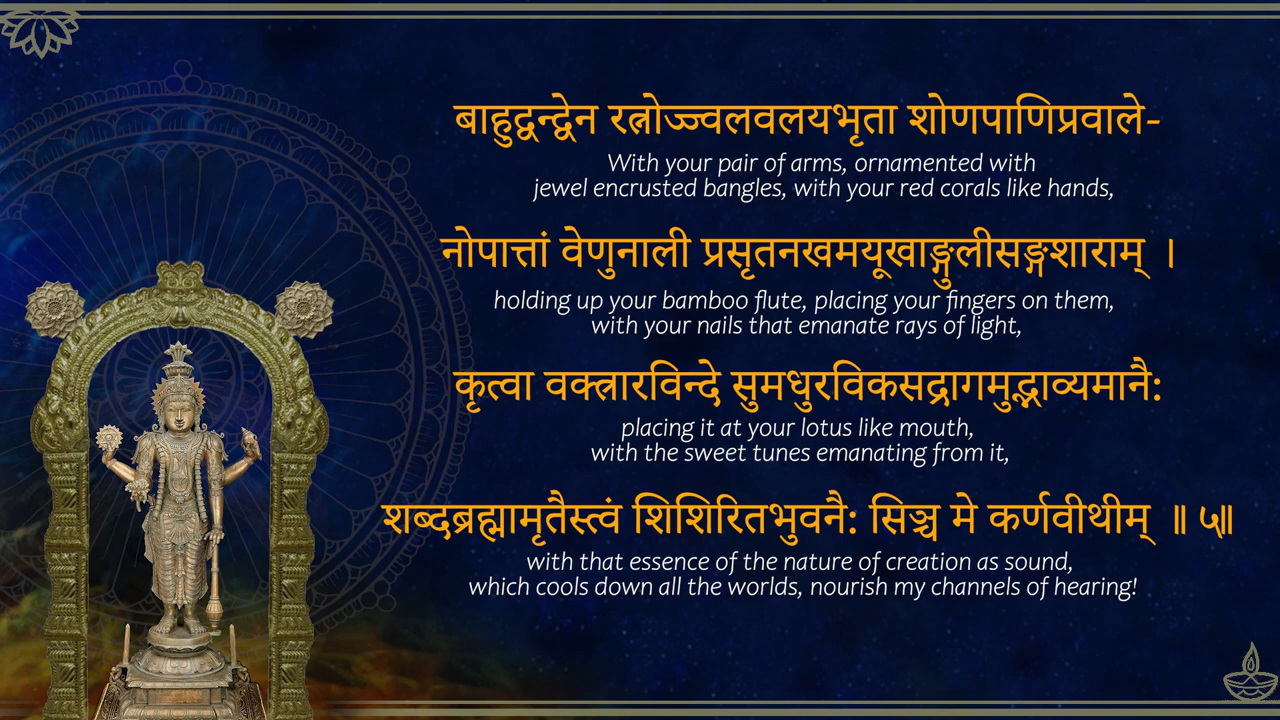 बाहुद्वन्द्वेन रत्नोज्ज्वलवलयभृता शोणपाणिप्रवाले-
With your pair of arms, ornamented with
jewel encrusted bangles, with your red corals like hands,
नोपात्तां वेणुनाली प्रसृतनखमयूखाङ्गुलीसङ्गशाराम् ।
holding up your bamboo flute, placing your fingers on them,
with your nails that emanate rays of light,
कृत्वा वक्त्रारविन्दे सुमधुरविकसद्रागमुद्भाव्यमानै:
placing it at your lotus like mouth,
with the sweet tunes emanating from it,
शब्दब्रह्मामृतैस्त्वं शिशिरितभुवनै: सिञ्च मे कर्णवीथीम् ॥ ५॥
with that essence of the nature of creation as sound,
which cools down all the worlds, nourish my channels of hearing!